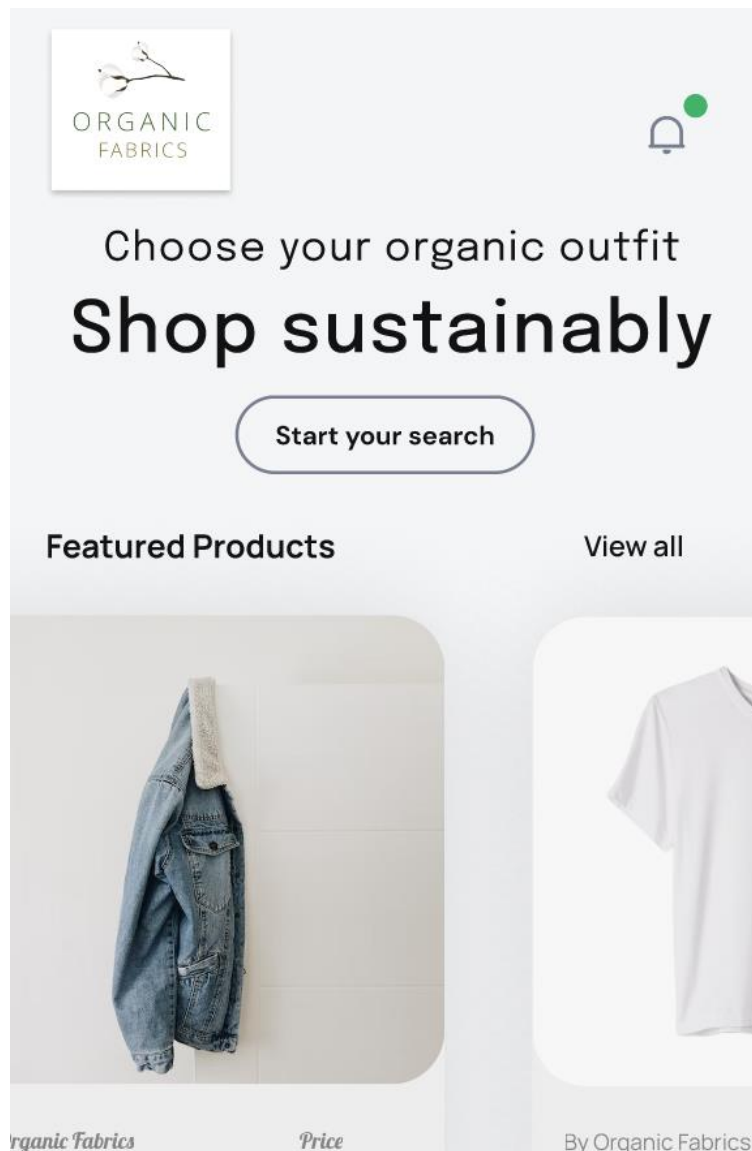 ORGANIC
FABRICS
Choose your organic outfit
Shop sustainably
Start your search
Featured Products View all
Fabrics Price By Organic Fabrics